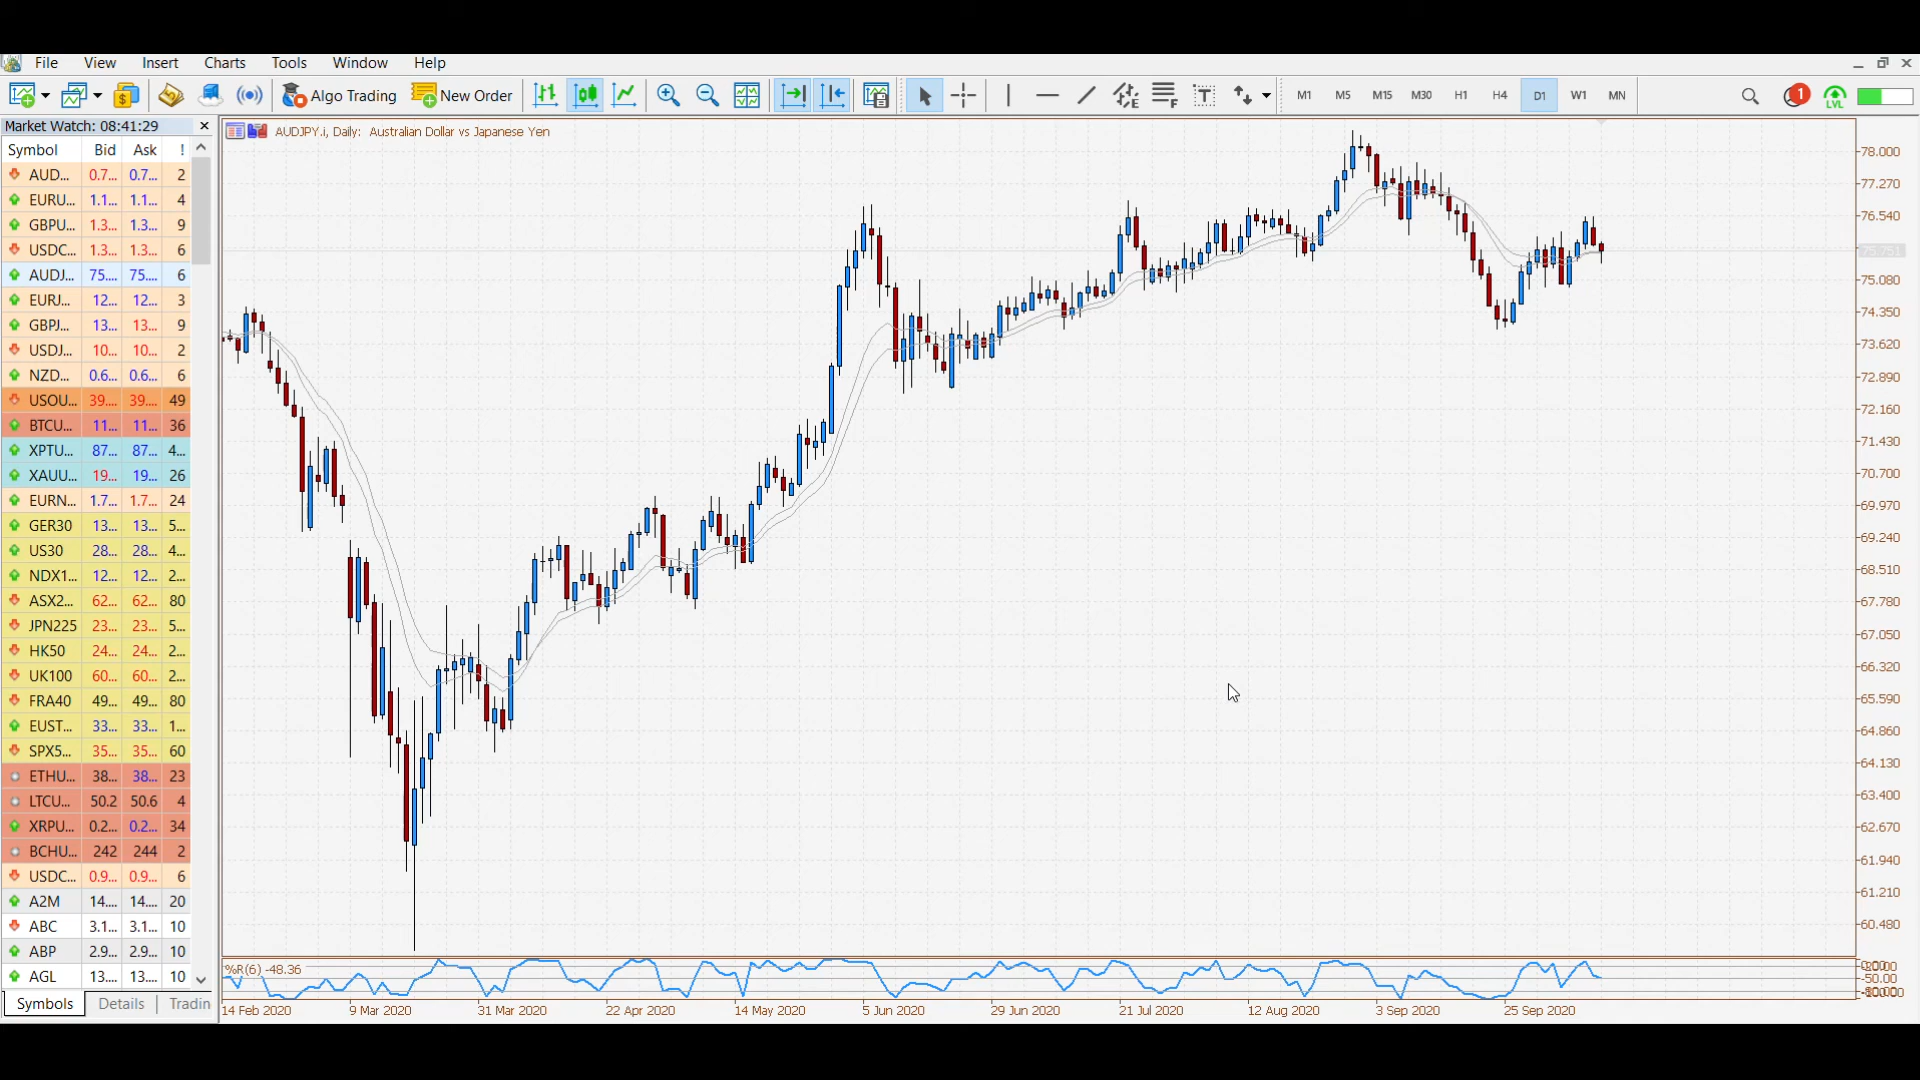 File View Insert Charts Tools Window Help
Algo Trading New Order M1 M5 M15 M30 H1 H4 D1 W1 MN 1 LVL
Market Watch: 08:41:29
Symbol Bid Ask !
AUD... 0.7... 0.7... 2
EURU... 1.1... 1.1... 4
GBPU... 1.3... 1.3... 9
USDC... 1.3... 1.3... 6
AUDJ... 75.... 75.... 6
EURJ... 12... 12... 3
GBPJ... 13... 13... 9
USDJ... 10... 10... 2
NZD... 0.6... 0.6... 6
USOU... 39.... 39.... 49
BTCU... 11... 11... 36
XPTU... 87... 87... 4...
XAUU... 19... 19... 26
EURN... 1.7... 1.7... 24
GER30 13... 13... 5...
US30 28... 28... 4...
NDX1... 12... 12... 2...
ASX2... 62... 62... 80
JPN225 23... 23... 5...
HK50 24... 24... 2...
UK100 60... 60... 2...
FRA40 49... 49... 80
EUST... 33... 33... 1...
SPX5... 35... 35... 60
ETHU... 38... 38... 23
LTCU... 50.2 50.6 4
XRPU... 0.2... 0.2... 34
BCHU... 242 244 2
USDC... 0.9... 0.9... 6
A2M 14.... 14.... 20
ABC 3.1... 3.1... 10
ABP 2.9... 2.9... 10
AGL 13.... 13.... 10
Symbols Details Tradin
AUDJPY.i, Daily: Australian Dollar vs Japanese Yen
78.000
77.270
76.540
75.751
75.080
74.350
73.620
72.890
72.160
71.430
70.700
69.970
69.240
68.510
67.780
67.050
66.320
65.590
64.860
64.130
63.400
62.670
61.940
61.210
60.480
%R(6) -48.36
-50.00
14 Feb 2020 9 Mar 2020 31 Mar 2020 22 Apr 2020 14 May 2020 5 Jun 2020 29 Jun 2020 21 Jul 2020 12 Aug 2020 3 Sep 2020 25 Sep 2020